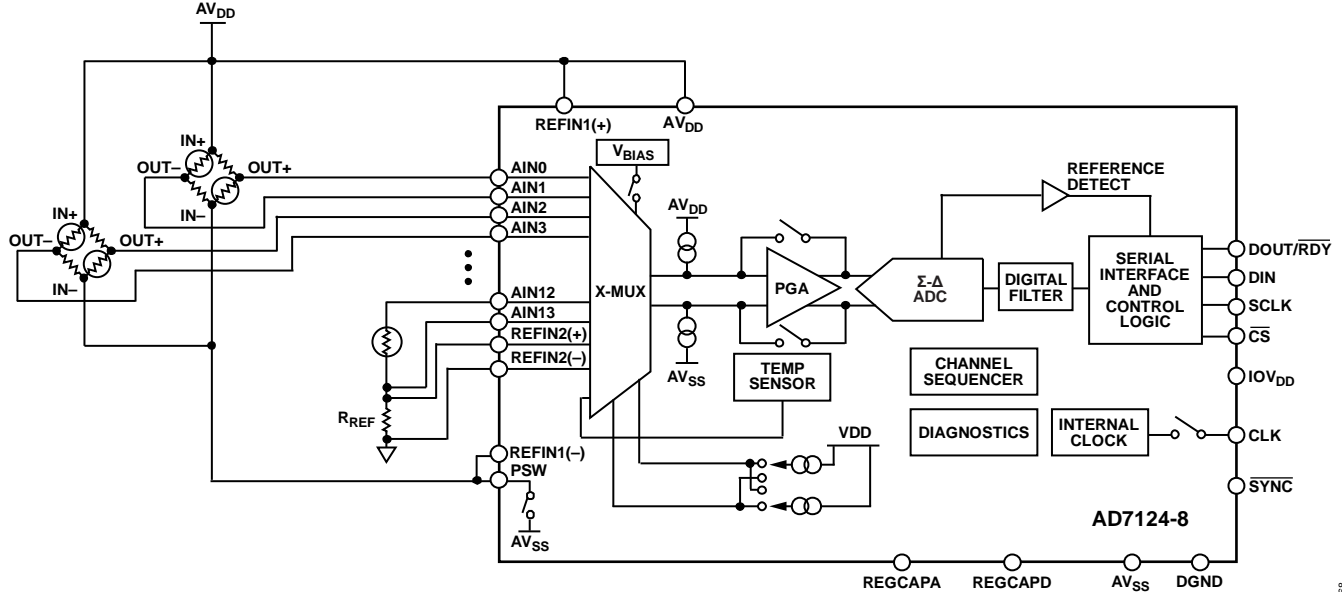 AVDD
REFIN1(+)
AVDD
IN+
OUT–
OUT+
IN–
IN+
OUT–
OUT+
IN–
AIN0
AIN1
AIN2
AIN3
VBIAS
AVDD
X-MUX
PGA
AVSS
Σ-Δ
ADC
REFERENCE
DETECT
DIGITAL
FILTER
SERIAL
INTERFACE
AND
CONTROL
LOGIC
DOUT/RDY
DIN
SCLK
CS
IOVDD
CLK
SYNC
AIN12
AIN13
REFIN2(+)
REFIN2(–)
RREF
REFIN1(–)
PSW
AVSS
TEMP
SENSOR
VDD
CHANNEL
SEQUENCER
DIAGNOSTICS
INTERNAL
CLOCK
AD7124-8
REGCAPA
REGCAPD
AVSS
DGND